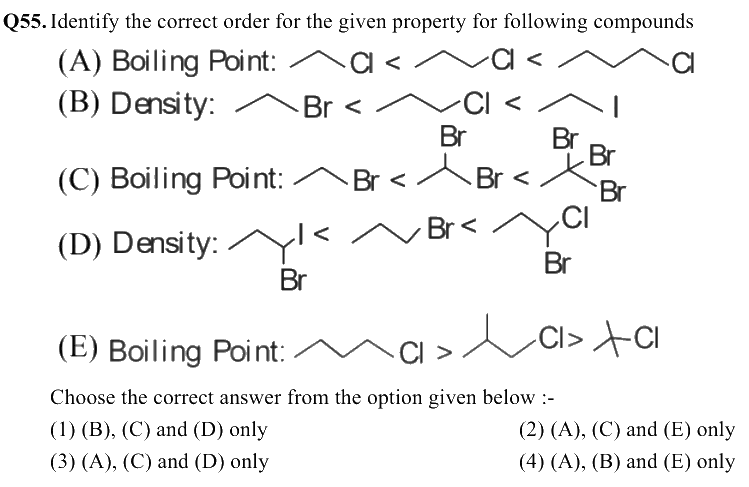 Q55. Identify the correct order for the given property for following compounds
(A) Boiling Point: Cl < Cl < Cl
(B) Density: Br < Cl < I
Br Br
(C) Boiling Point: Br < Br < Br Br
(D) Density: I < Br < Cl
Br Br
(E) Boiling Point: Cl > Cl > Cl
Choose the correct answer from the option given below :-
(1) (B), (C) and (D) only (2) (A), (C) and (E) only
(3) (A), (C) and (D) only (4) (A), (B) and (E) only